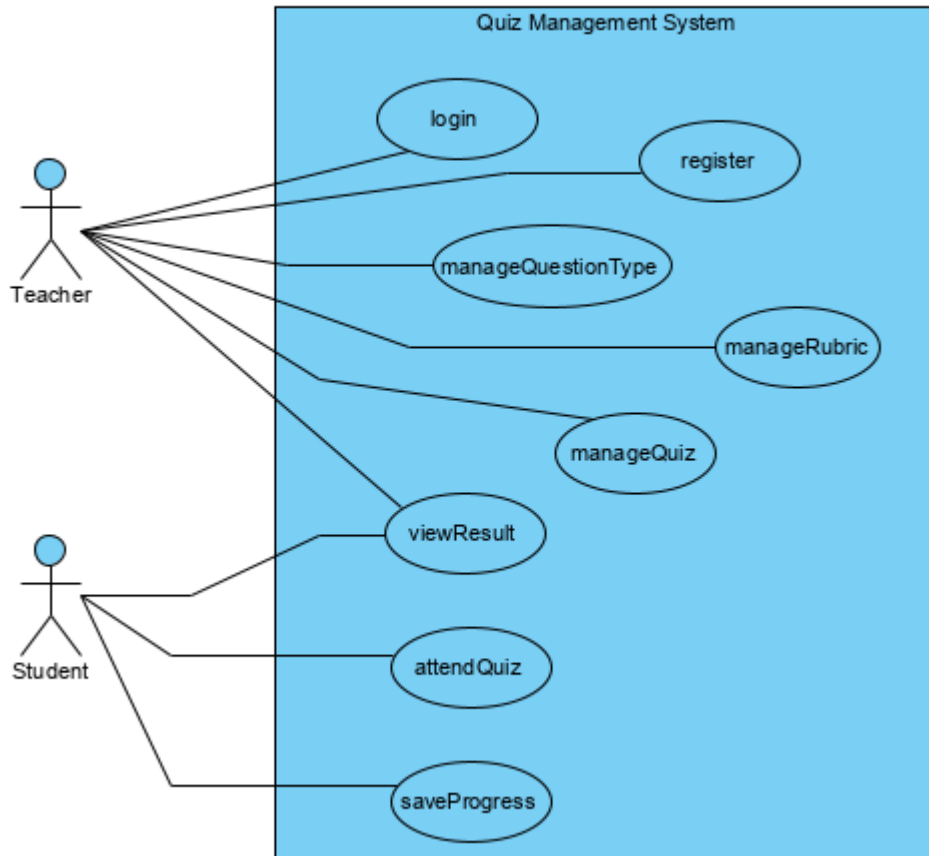 Quiz Management System
login
register
Teacher
manageQuestionType
manageRubric
manageQuiz
viewResult
Student
attendQuiz
saveProgress